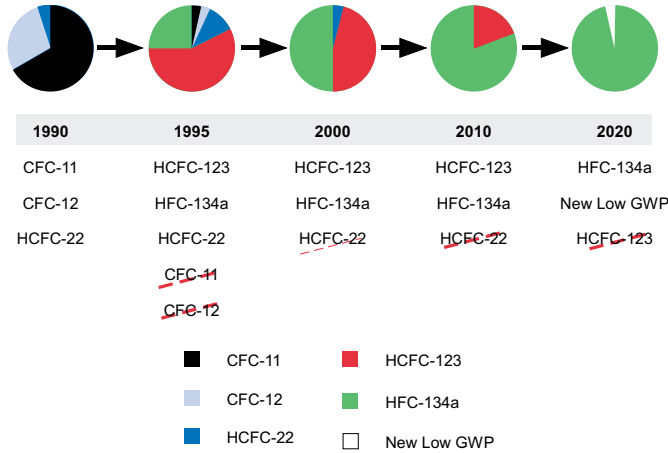 1990 1995 2000 2010 2020
CFC-11 HCFC-123 HCFC-123 HCFC-123 HFC-134a
CFC-12 HFC-134a HFC-134a HFC-134a New Low GWP
HCFC-22 HCFC-22 HCFC-22 HCFC-22 HCFC-123
CFC-11
CFC-12
CFC-11 HCFC-123
CFC-12 HFC-134a
HCFC-22 New Low GWP